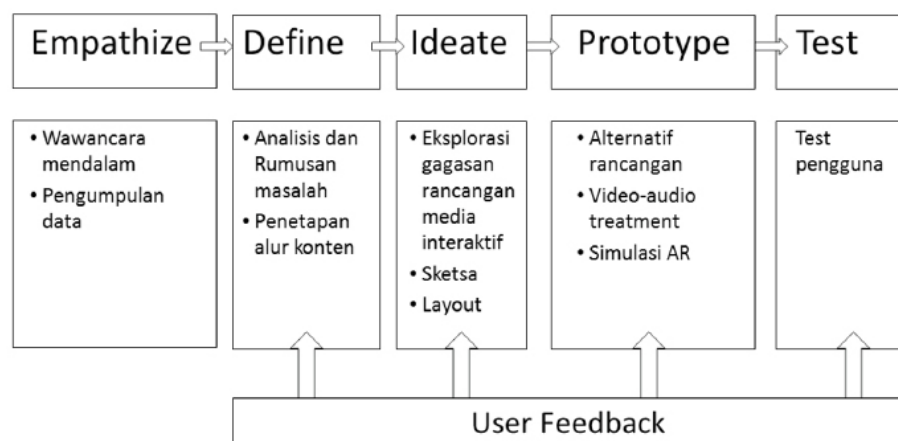 Empathize
Define
Ideate
Prototype
Test
• Wawancara
mendalam
• Pengumpulan
data
• Analisis dan
Rumusan
masalah
• Penetapan
alur konten
• Eksplorasi
gagasan
rancangan
media
interaktif
• Sketsa
• Layout
• Alternatif
rancangan
• Video-audio
treatment
• Simulasi AR
Test
pengguna
User Feedback